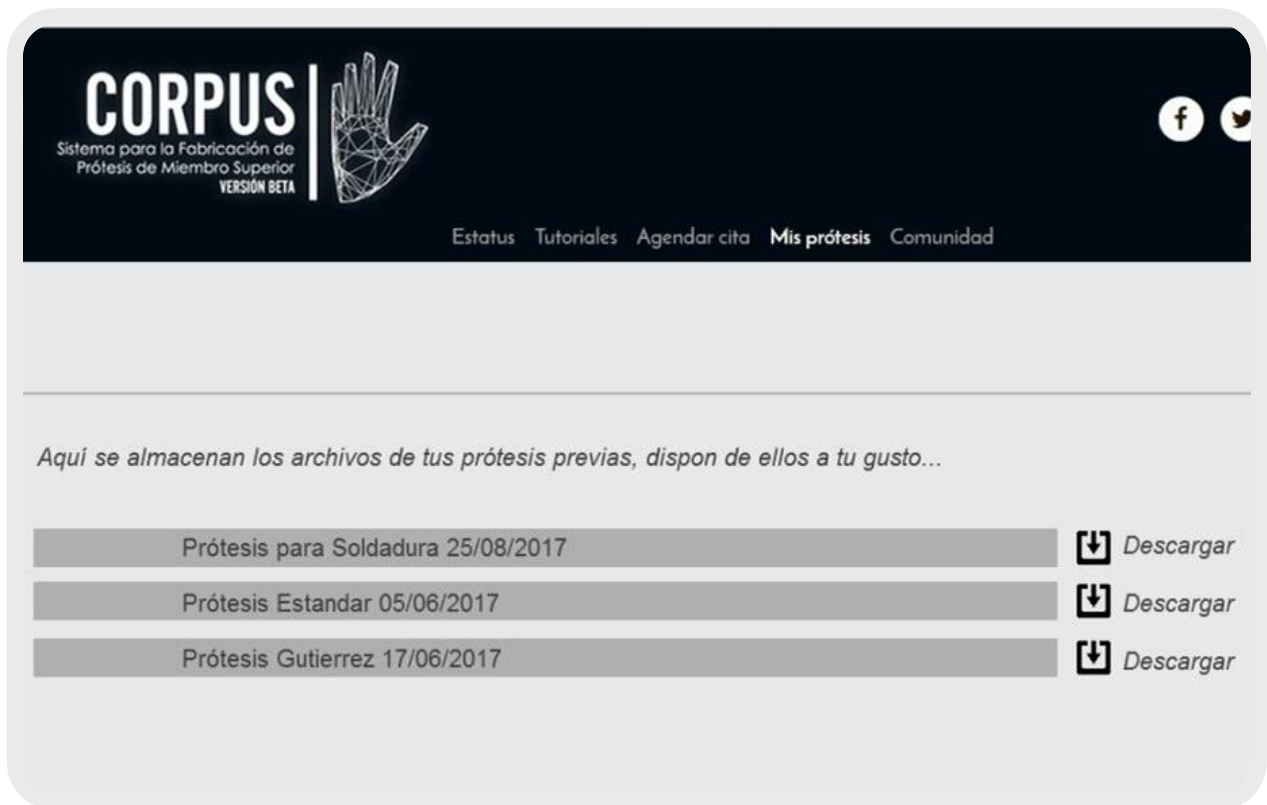 CORPUS
Sistema para la Fabricación de
Prótesis de Miembro Superior
VERSIÓN BETA
f
Estatus Tutoriales Agendar cita Mis prótesis Comunidad
Aquí se almacenan los archivos de tus prótesis previas, dispon de ellos a tu gusto...
Prótesis para Soldadura 25/08/2017 Descargar
Prótesis Estandar 05/06/2017 Descargar
Prótesis Gutierrez 17/06/2017 Descargar